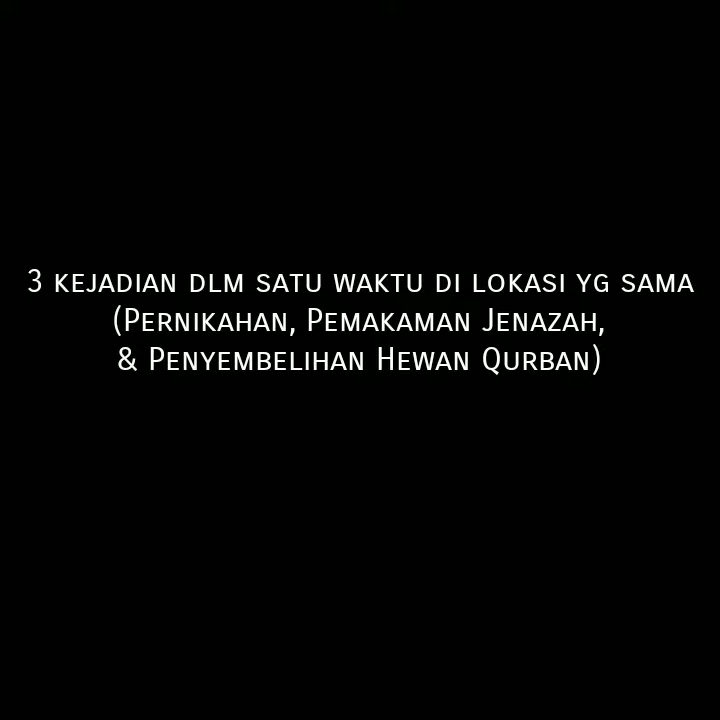 3 kejadian dlm satu waktu di lokasi yg sama
(Pernikahan, Pemakaman Jenazah,
& Penyembelihan Hewan Qurban)